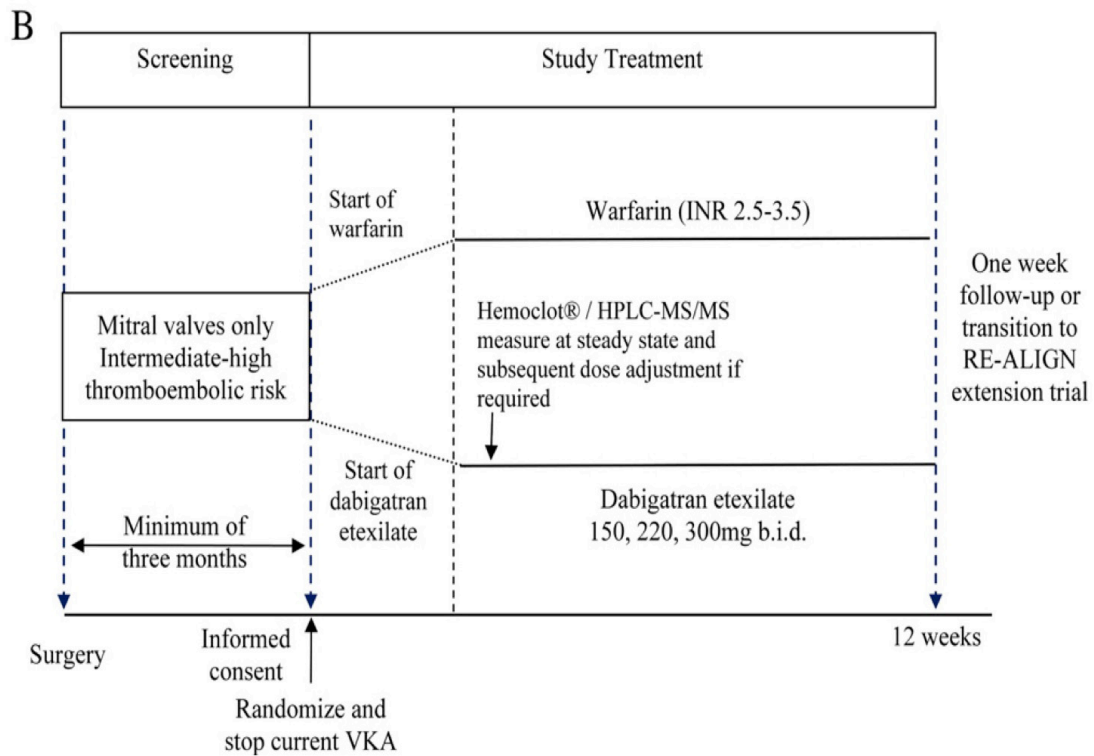 B
Screening
Study Treatment
Start of
warfarin
Warfarin (INR 2.5-3.5)
Mitral valves only
Intermediate-high
thromboembolic risk
Hemoclot® / HPLC-MS/MS
measure at steady state and
subsequent dose adjustment if
required
One week
follow-up or
transition to
RE-ALIGN
extension trial
Start of
dabigatran
etexilate
Dabigatran etexilate
150, 220, 300mg b.i.d.
Minimum of
three months
Surgery
Informed
consent
12 weeks
Randomize and
stop current VKA